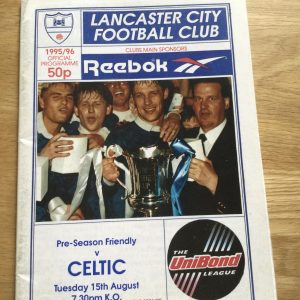 LANCASTER CITY
FOOTBALL CLUB
1995/96
OFFICIAL
PROGRAMME
50p
CLUBS MAIN SPONSORS
Reebok
Pre-Season Friendly
v
CELTIC
Tuesday 15th August
7.30pm K.O.
THE
UniBond
LEAGUE